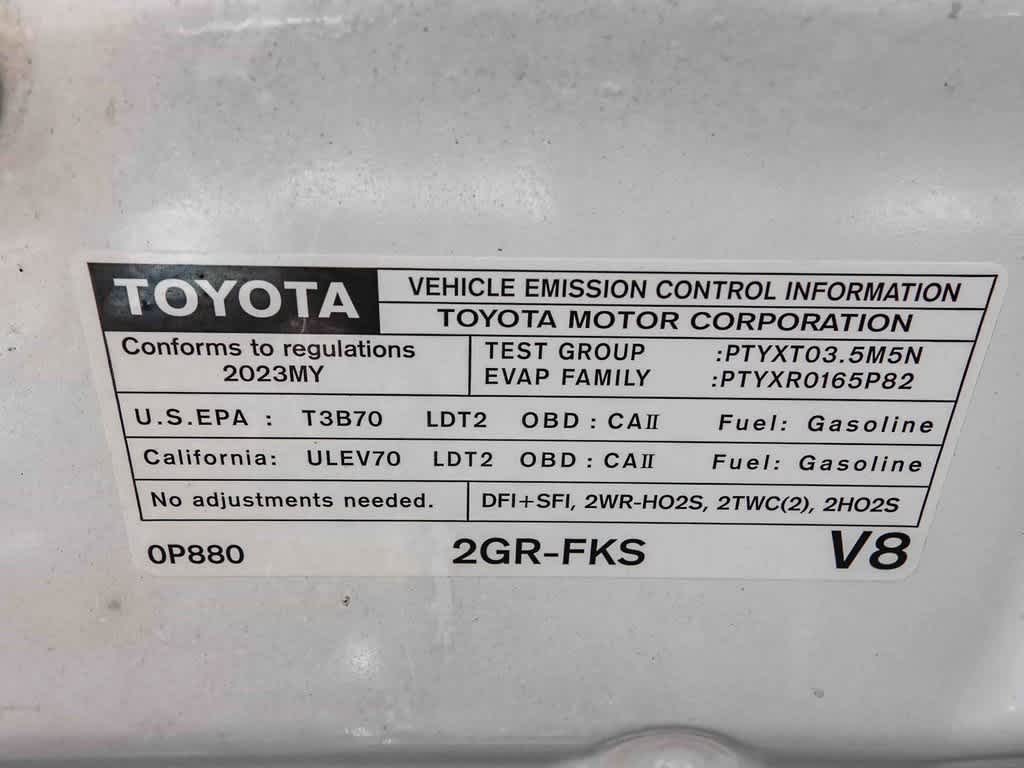 TOYOTA
VEHICLE EMISSION CONTROL INFORMATION
TOYOTA MOTOR CORPORATION
Conforms to regulations
2023MY
TEST GROUP :PTYXT03.5M5N
EVAP FAMILY :PTYXR0165P82
U.S.EPA : T3B70 LDT2 OBD : CAⅡ Fuel: Gasoline
California: ULEV70 LDT2 OBD : CAⅡ Fuel: Gasoline
No adjustments needed.
DFI+SFI, 2WR-HO2S, 2TWC(2), 2HO2S
0P880 2GR-FKS V8